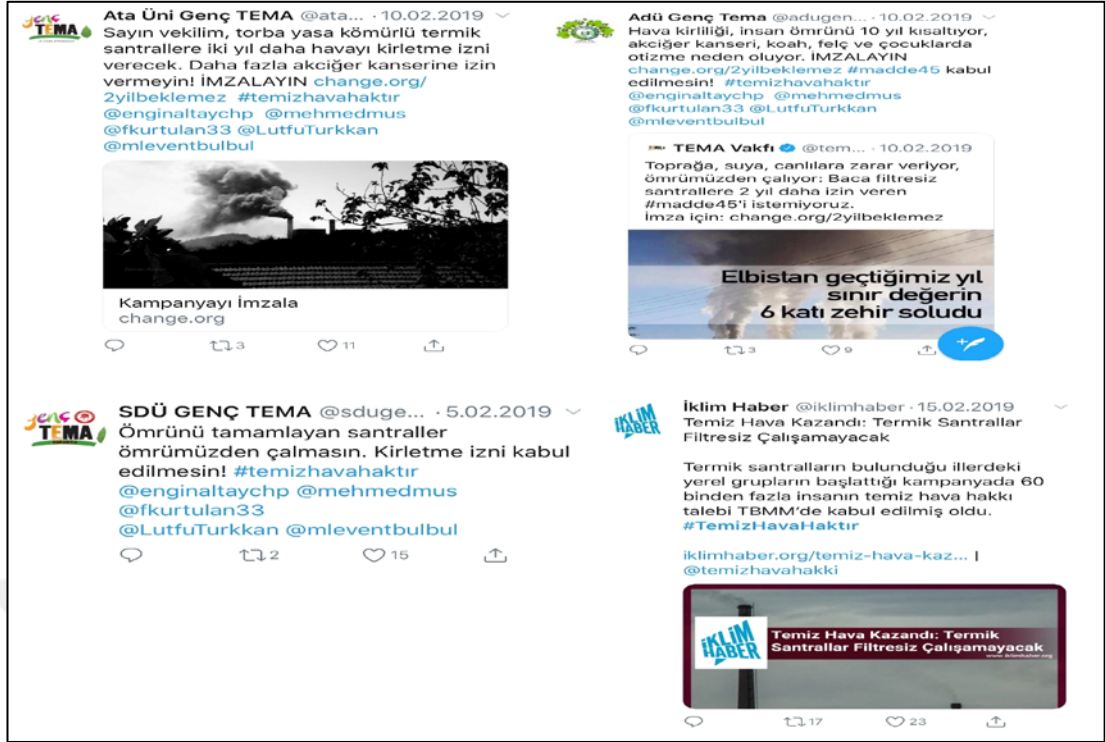 genç
TEMA
Ata Üni Genç TEMA @ata... · 10.02.2019
Sayın vekilim, torba yasa kömürlü termik
santrallere iki yıl daha havayı kirletme izni
verecek. Daha fazla akciğer kanserine izin
vermeyin! İMZALAYIN change.org/
2yilbeklemez #temizhavahaktır
@enginaltaychp @mehmedmus
@fkurtulan33 @LutfuTurkkan
@mleventbulbul
Kampanyayı İmzala
change.org
3 11
Adü Genç Tema @adugen... · 10.02.2019
Hava kirliliği, insan ömrünü 10 yıl kısaltıyor,
akciğer kanseri, koah, felç ve çocuklarda
otizme neden oluyor. İMZALAYIN
change.org/2yilbeklemez #madde45 kabul
edilmesin! #temizhavahaktır
@enginaltaychp @mehmedmus
@fkurtulan33 @LutfuTurkkan
@mleventbulbul
TEMA Vakfı @tem... · 10.02.2019
Toprağa, suya, canlılara zarar veriyor,
ömrümüzden çalıyor: Baca filtresiz
santrallere 2 yıl daha izin veren
#madde45'i istemiyoruz.
İmza için: change.org/2yilbeklemez
Elbistan geçtiğimiz yıl
sınır değerin
6 katı zehir soludu
3 9
genç
TEMA
SDÜ GENÇ TEMA @sduge... · 5.02.2019
Ömrünü tamamlayan santraller
ömrümüzden çalmasın. Kirletme izni kabul
edilmesin! #temizhavahaktır
@enginaltaychp @mehmedmus
@fkurtulan33
@LutfuTurkkan @mleventbulbul
2 15
iKLiM
HABER
İklim Haber @iklimhaber · 15.02.2019
Temiz Hava Kazandı: Termik Santrallar
Filtresiz Çalışamayacak
Termik santralların bulunduğu illerdeki
yerel grupların başlattığı kampanyada 60
binden fazla insanın temiz hava hakkı
talebi TBMM'de kabul edilmiş oldu.
#TemizHavaHaktır
iklimhaber.org/temiz-hava-kaz... |
@temizhavahakki
iKLiM
HABER
Temiz Hava Kazandı: Termik
Santrallar Filtresiz Çalışamayacak
www.iklimhaber.org
17 23